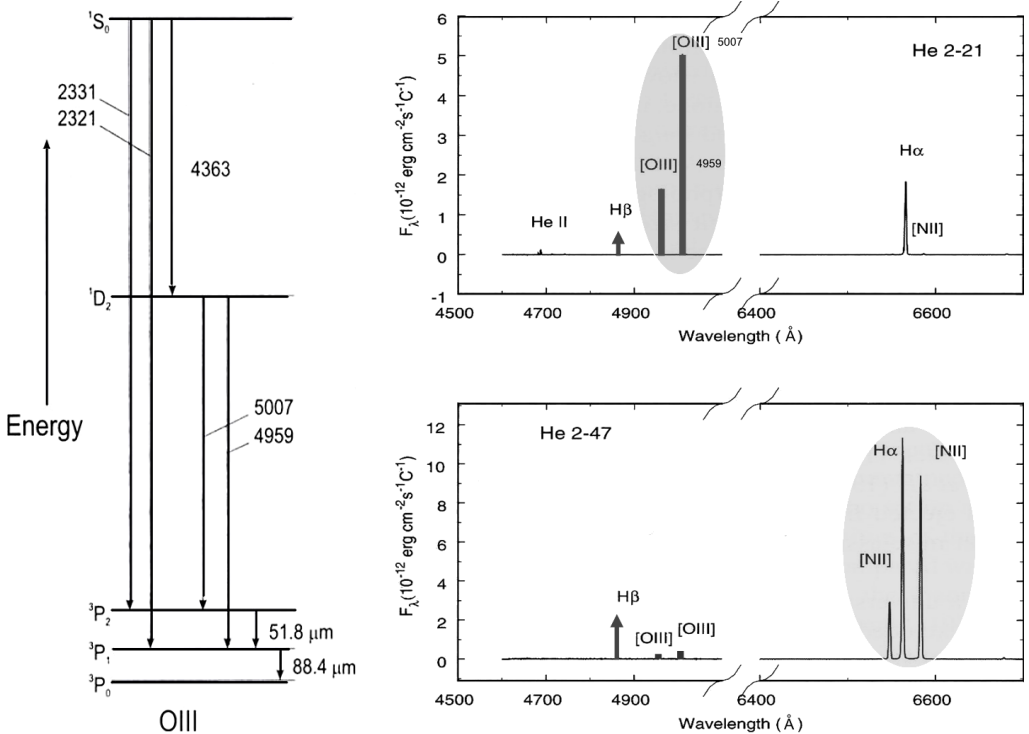 ¹S₀
2331
2321
4363
¹D₂
5007
4959
Energy
³P₂
51.8 μm
³P₁
88.4 μm
³P₀
OIII
6
5
4
3
2
1
0
-1
F_λ(10⁻¹² erg cm⁻²s⁻¹C⁻¹)
[OIII] 5007
He 2-21
[OIII] 4959
Hα
He II
Hβ
[NII]
4500 4700 4900 6400 6600
Wavelength (Å)
12
10
8
6
4
2
0
F_λ(10⁻¹² erg cm⁻²s⁻¹C⁻¹)
He 2-47
Hα
[NII]
[NII]
Hβ
[OIII]
[OIII]
4500 4700 4900 6400 6600
Wavelength (Å)